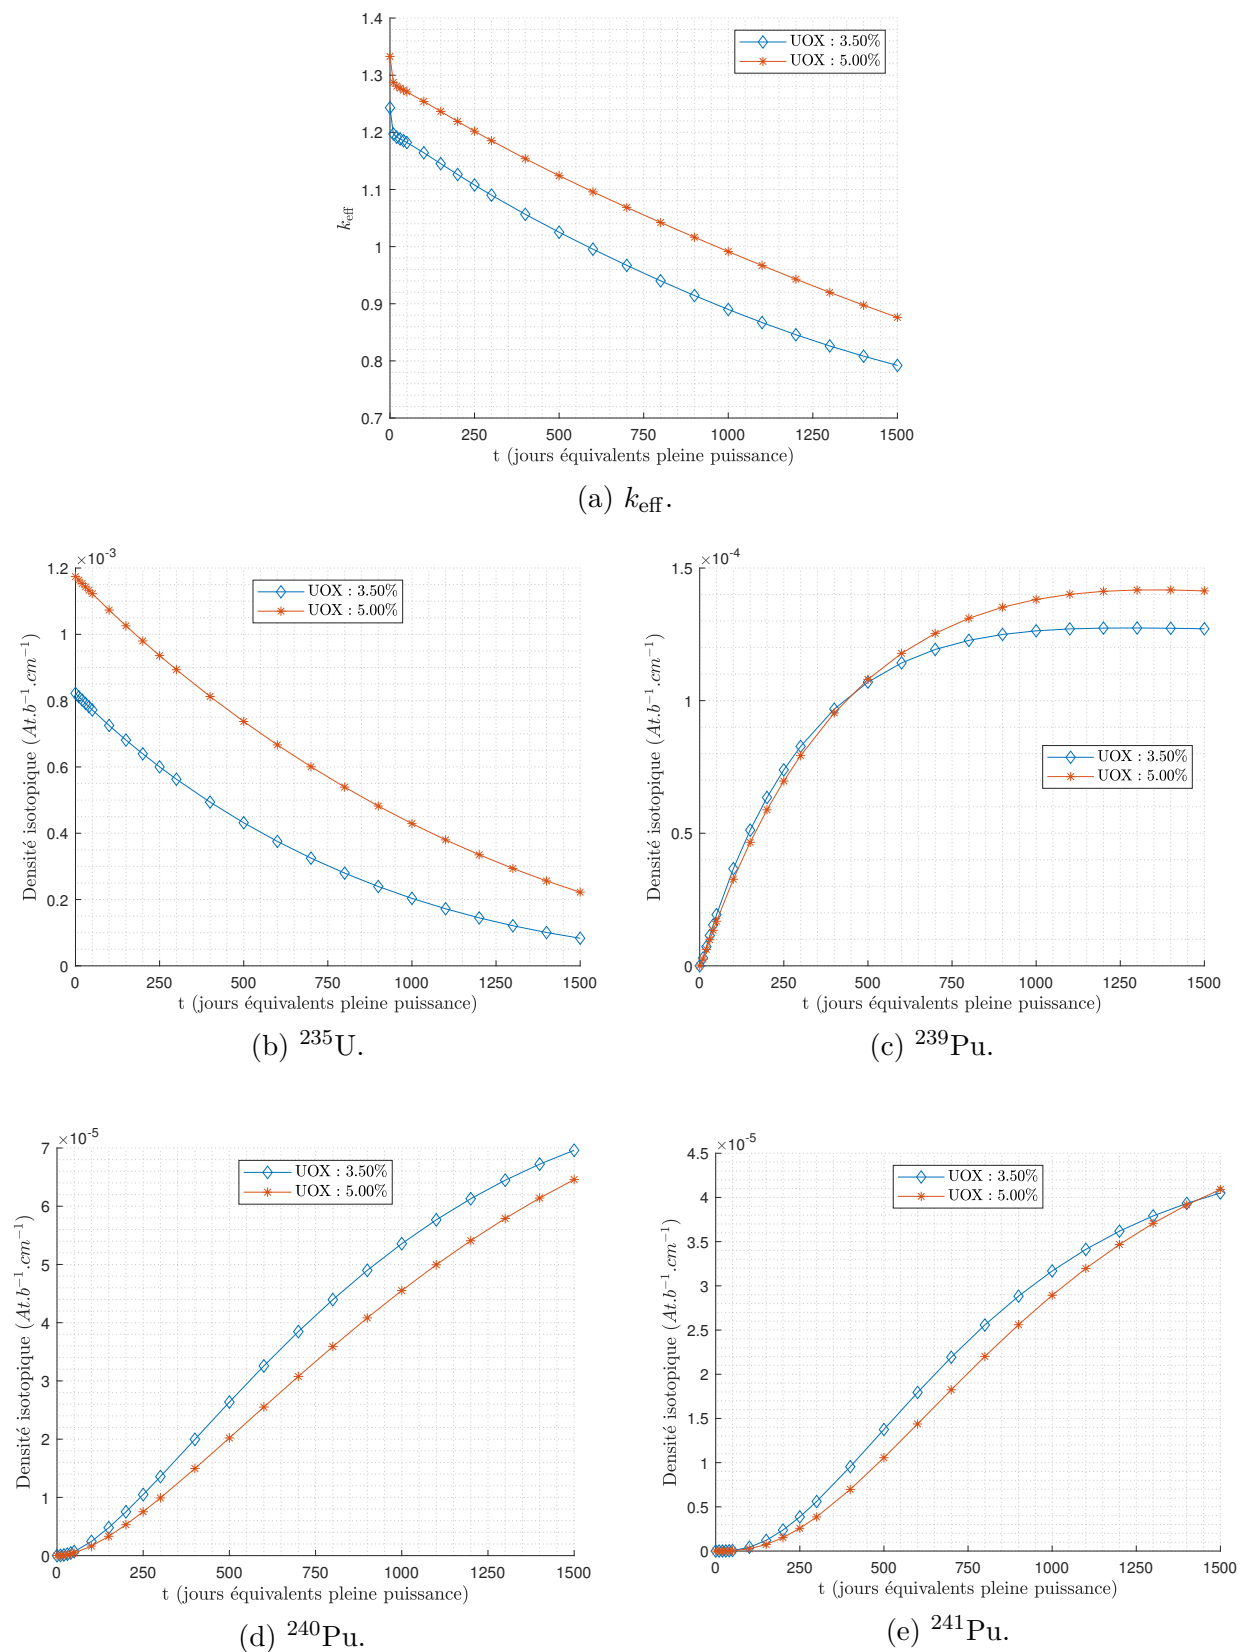 1.4
1.3
1.2
1.1
1
0.9
0.8
0.7
k_eff
UOX : 3.50%
UOX : 5.00%
0 250 500 750 1000 1250 1500
t (jours équivalents pleine puissance)
(a) k_eff.
×10⁻³
1.2
1
0.8
0.6
0.4
0.2
0
Densité isotopique (At.b⁻¹.cm⁻¹)
UOX : 3.50%
UOX : 5.00%
0 250 500 750 1000 1250 1500
t (jours équivalents pleine puissance)
(b) ²³⁵U.
×10⁻⁴
1.5
1
0.5
0
Densité isotopique (At.b⁻¹.cm⁻¹)
UOX : 3.50%
UOX : 5.00%
0 250 500 750 1000 1250 1500
t (jours équivalents pleine puissance)
(c) ²³⁹Pu.
×10⁻⁵
7
6
5
4
3
2
1
0
Densité isotopique (At.b⁻¹.cm⁻¹)
UOX : 3.50%
UOX : 5.00%
0 250 500 750 1000 1250 1500
t (jours équivalents pleine puissance)
(d) ²⁴⁰Pu.
×10⁻⁵
4.5
4
3.5
3
2.5
2
1.5
1
0.5
0
Densité isotopique (At.b⁻¹.cm⁻¹)
UOX : 3.50%
UOX : 5.00%
0 250 500 750 1000 1250 1500
t (jours équivalents pleine puissance)
(e) ²⁴¹Pu.